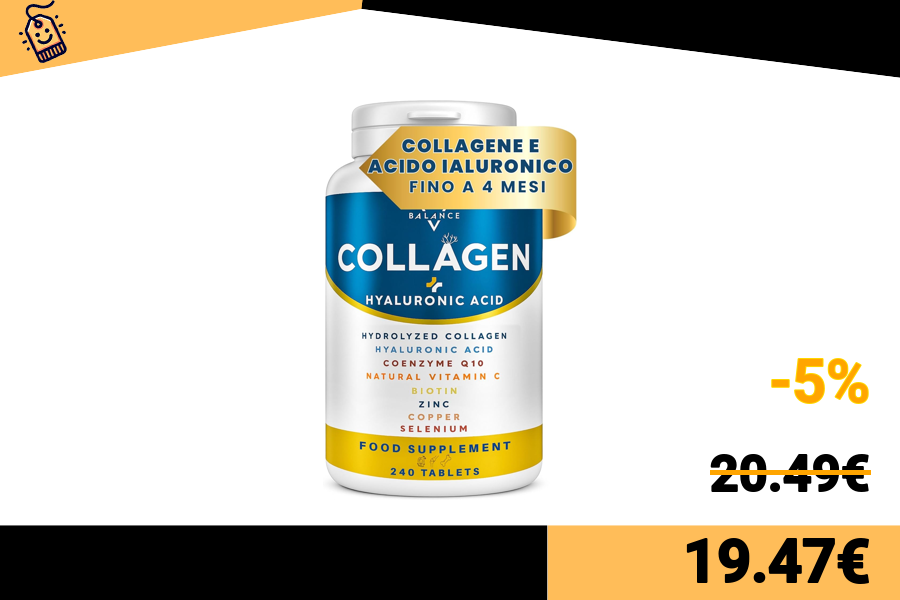 COLLAGENE E
ACIDO IALURONICO
FINO A 4 MESI
BALANCE
COLLAGEN
HYALURONIC ACID
HYDROLYZED COLLAGEN
HYALURONIC ACID
COENZYME Q10
NATURAL VITAMIN C
BIOTIN
ZINC
COPPER
SELENIUM
FOOD SUPPLEMENT
240 TABLETS
-5%
20.49€
19.47€